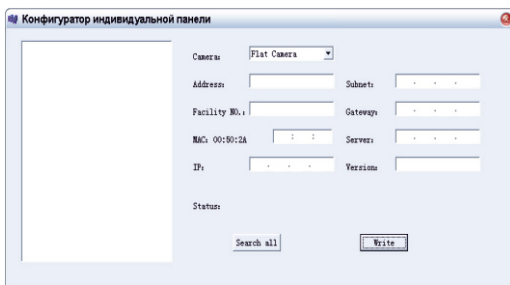 Конфигуратор индивидуальной панели
Camera: Flat Camera
Address: Subnet:
Facility NO.: Gateway:
MAC: 00:50:2A : : Server:
IP: Version:
Status:
Search all Write